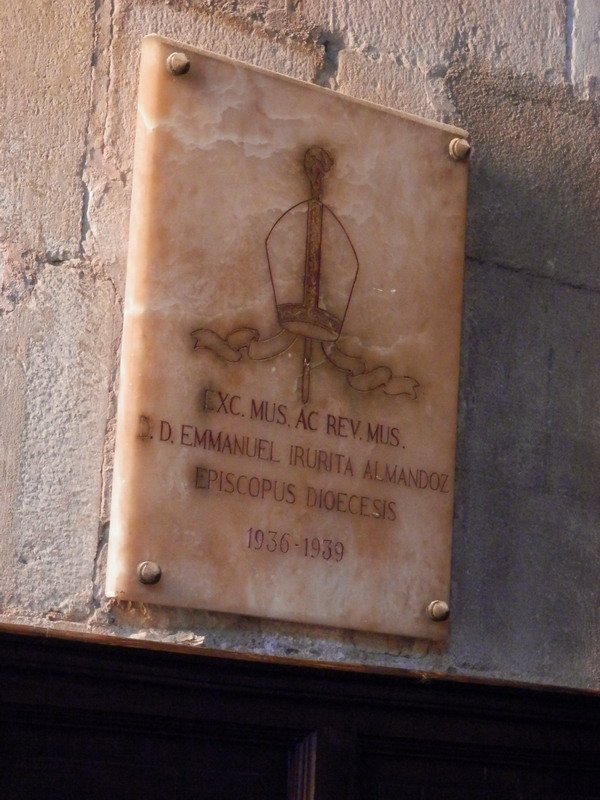 EXC. MUS. AC REV. MUS.
D. D. EMMANUEL IRURITA ALMANDOZ
EPISCOPUS DIOECESIS
1936 - 1939